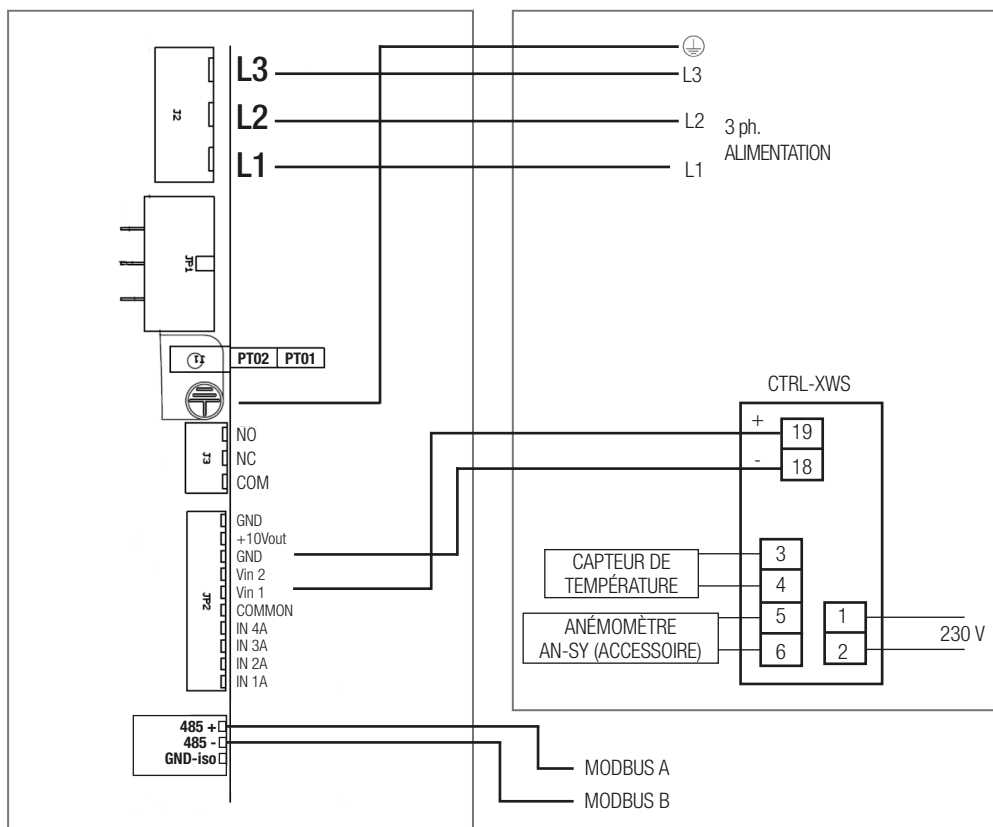 J2
L3
L2
L1
L3
L2
L1
3 ph.
ALIMENTATION
JP1
T1
PT02 PT01
J3
NO
NC
COM
JP2
GND
+10Vout
GND
Vin 2
Vin 1
COMMON
IN 4A
IN 3A
IN 2A
IN 1A
485 +
485 -
GND-iso
MODBUS A
MODBUS B
CTRL-XWS
+
19
-
18
CAPTEUR DE
TEMPÉRATURE
3
4
ANÉMOMÈTRE
AN-SY (ACCESSOIRE)
5
6
1
2
230 V